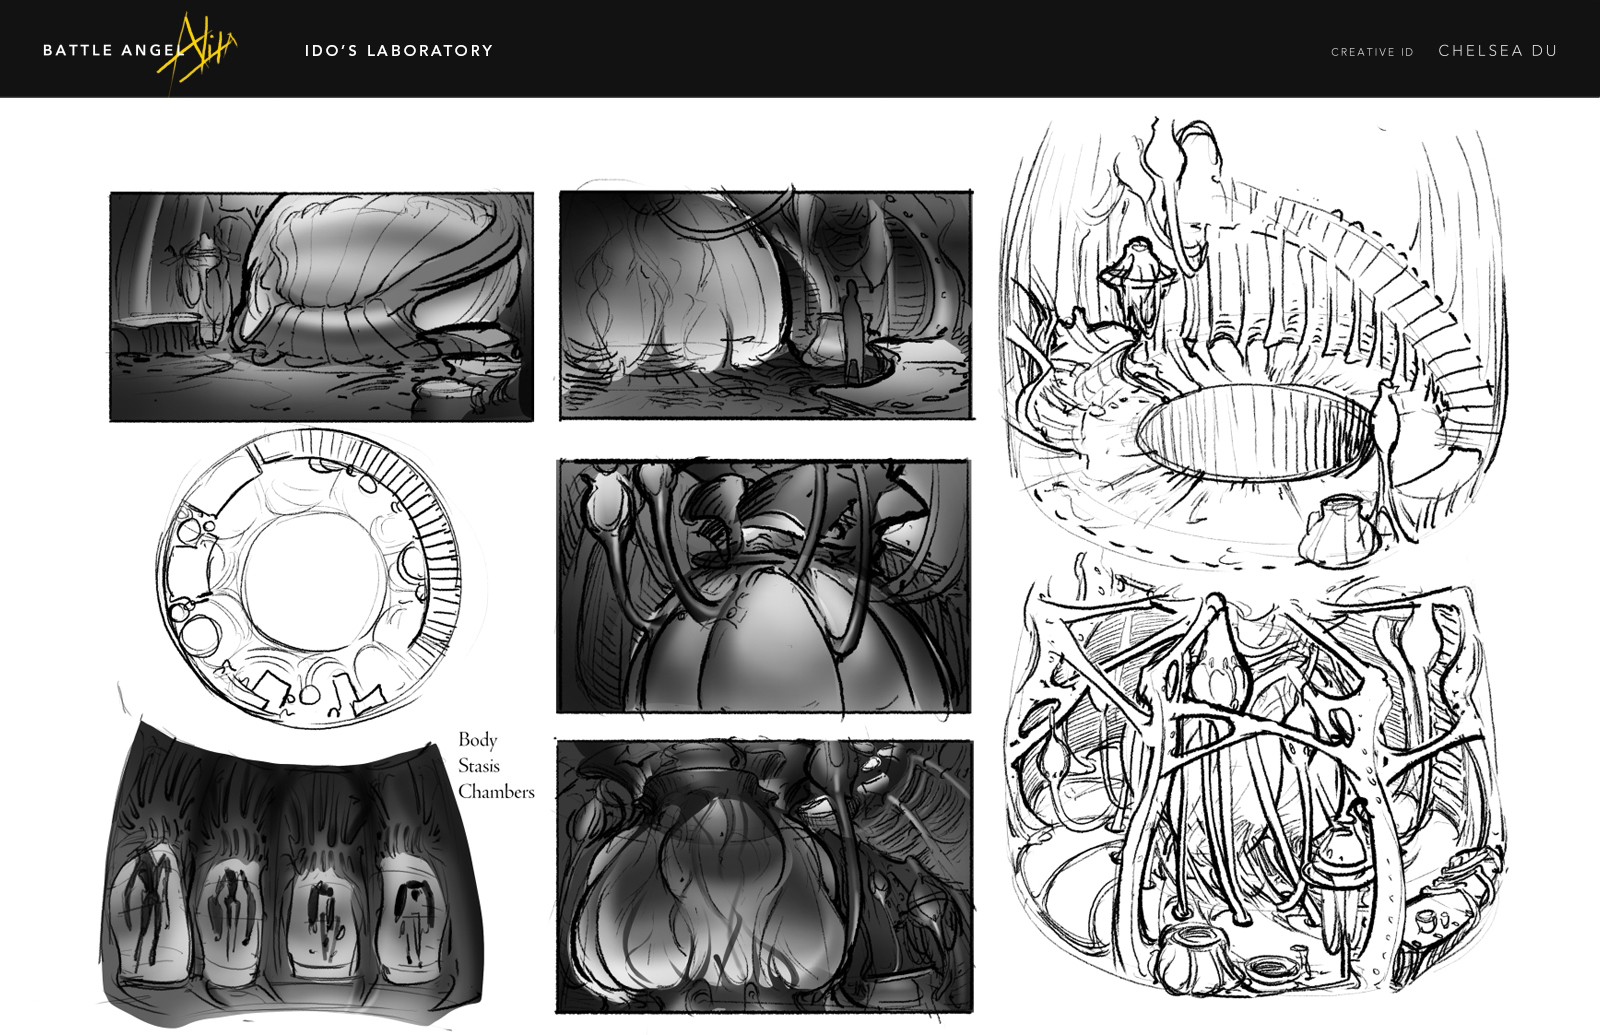 BATTLE ANGEL Alita
IDO'S LABORATORY
CREATIVE ID CHELSEA DU
Body
Stasis
Chambers